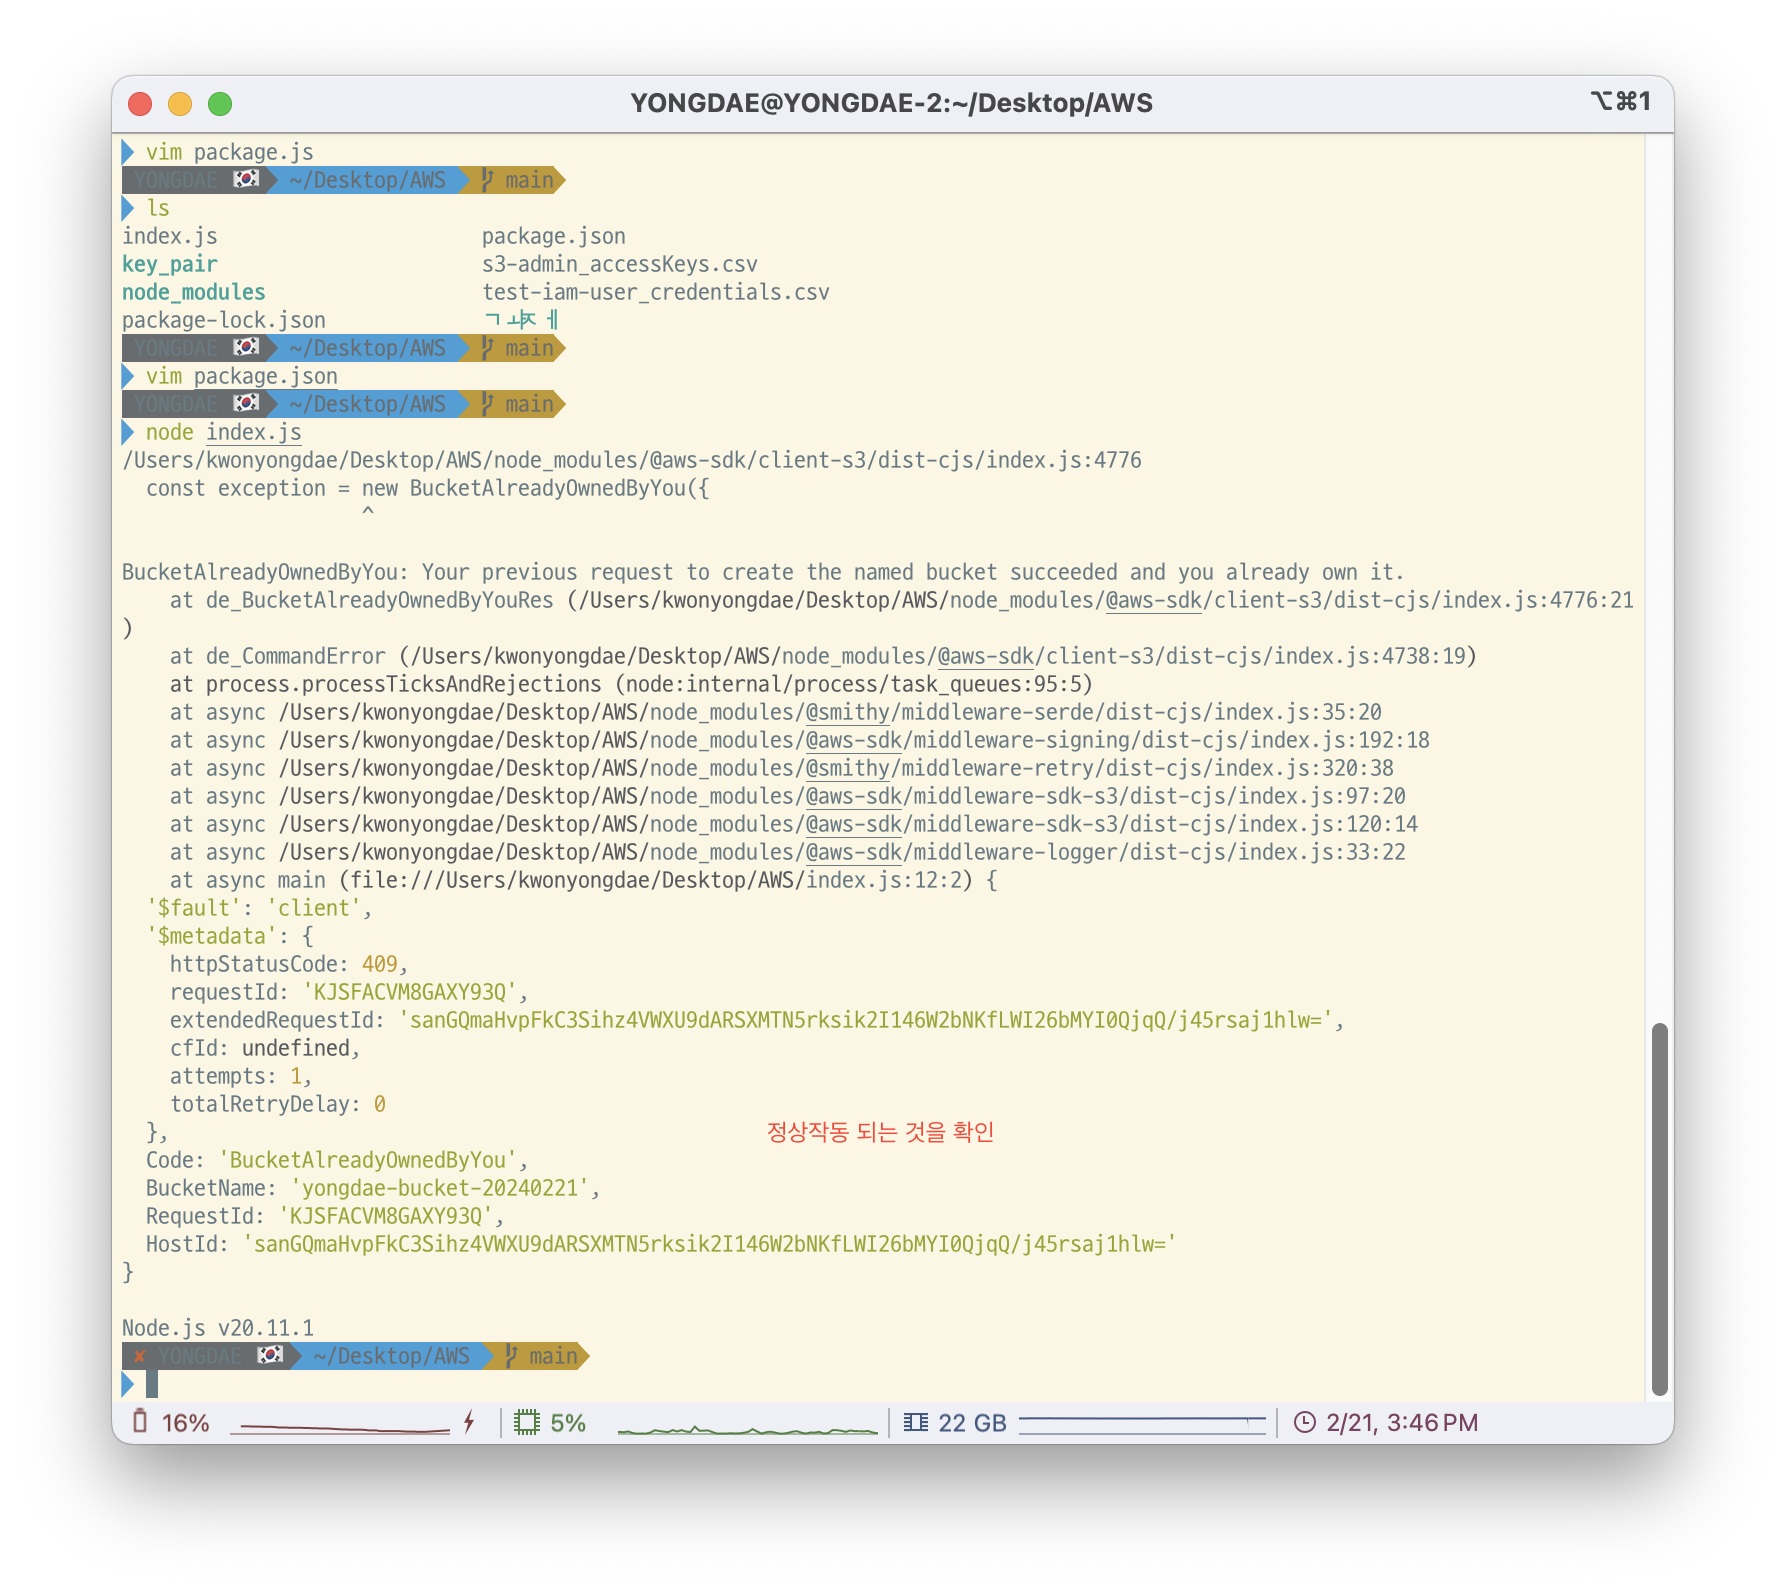 YONGDAE@YONGDAE-2:~/Desktop/AWS
⌥⌘1
vim package.js
YONGDAE 🇰🇷 ~/Desktop/AWS main
ls
index.js package.json
key_pair s3-admin_accessKeys.csv
node_modules test-iam-user_credentials.csv
package-lock.json
YONGDAE 🇰🇷 ~/Desktop/AWS main
vim package.json
YONGDAE 🇰🇷 ~/Desktop/AWS main
node index.js
/Users/kwonyongdae/Desktop/AWS/node_modules/@aws-sdk/client-s3/dist-cjs/index.js:4776
const exception = new BucketAlreadyOwnedByYou({
^
BucketAlreadyOwnedByYou: Your previous request to create the named bucket succeeded and you already own it.
at de_BucketAlreadyOwnedByYouRes (/Users/kwonyongdae/Desktop/AWS/node_modules/@aws-sdk/client-s3/dist-cjs/index.js:4776:21
)
at de_CommandError (/Users/kwonyongdae/Desktop/AWS/node_modules/@aws-sdk/client-s3/dist-cjs/index.js:4738:19)
at process.processTicksAndRejections (node:internal/process/task_queues:95:5)
at async /Users/kwonyongdae/Desktop/AWS/node_modules/@smithy/middleware-serde/dist-cjs/index.js:35:20
at async /Users/kwonyongdae/Desktop/AWS/node_modules/@aws-sdk/middleware-signing/dist-cjs/index.js:192:18
at async /Users/kwonyongdae/Desktop/AWS/node_modules/@smithy/middleware-retry/dist-cjs/index.js:320:38
at async /Users/kwonyongdae/Desktop/AWS/node_modules/@aws-sdk/middleware-sdk-s3/dist-cjs/index.js:97:20
at async /Users/kwonyongdae/Desktop/AWS/node_modules/@aws-sdk/middleware-sdk-s3/dist-cjs/index.js:120:14
at async /Users/kwonyongdae/Desktop/AWS/node_modules/@aws-sdk/middleware-logger/dist-cjs/index.js:33:22
at async main (file:///Users/kwonyongdae/Desktop/AWS/index.js:12:2) {
'$fault': 'client',
'$metadata': {
httpStatusCode: 409,
requestId: 'KJSFACVM8GAXY93Q',
extendedRequestId: 'sanGQmaHvpFkC3Sihz4VWXU9dARSXMTN5rksik2I146W2bNKfLWI26bMYI0QjqQ/j45rsaj1hlw=',
cfId: undefined,
attempts: 1,
totalRetryDelay: 0
},
정상작동 되는 것을 확인
Code: 'BucketAlreadyOwnedByYou',
BucketName: 'yongdae-bucket-20240221',
RequestId: 'KJSFACVM8GAXY93Q',
HostId: 'sanGQmaHvpFkC3Sihz4VWXU9dARSXMTN5rksik2I146W2bNKfLWI26bMYI0QjqQ/j45rsaj1hlw='
}
Node.js v20.11.1
✘ YONGDAE 🇰🇷 ~/Desktop/AWS main
16% 5% 22 GB 2/21, 3:46 PM